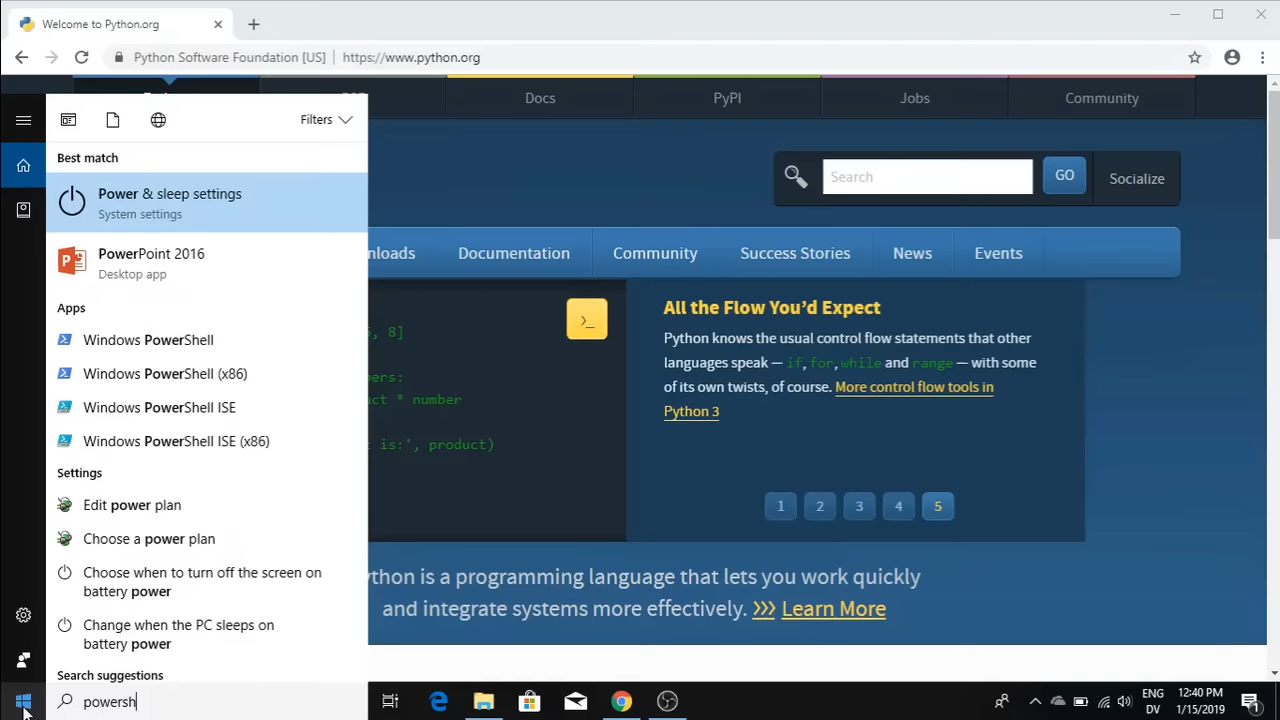 Welcome to Python.org
Python Software Foundation [US] | https://www.python.org
Docs
PyPI
Jobs
Community
Filters
Best match
Power & sleep settings
System settings
PowerPoint 2016
Desktop app
Apps
Windows PowerShell
Windows PowerShell (x86)
Windows PowerShell ISE
Windows PowerShell ISE (x86)
Settings
Edit power plan
Choose a power plan
Choose when to turn off the screen on
battery power
Change when the PC sleeps on
battery power
Search suggestions
powersh
Search
GO
Socialize
nloads
Documentation
Community
Success Stories
News
Events
, 8]
bers:
uct * number
t is:', product)
>_
All the Flow You’d Expect
Python knows the usual control flow statements that other
languages speak — if, for, while and range — with some
of its own twists, of course. More control flow tools in
Python 3
1 2 3 4 5
ython is a programming language that lets you work quickly
and integrate systems more effectively. >>> Learn More
ENG
DV
12:40 PM
1/15/2019
1